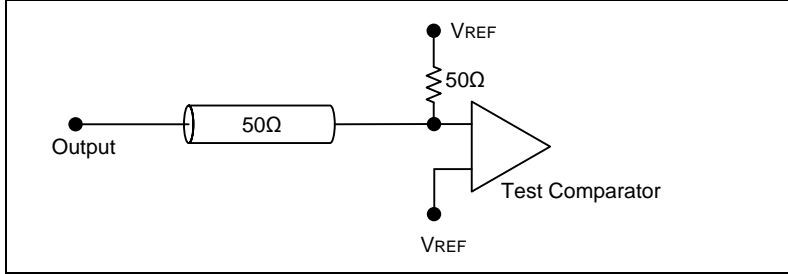 VREF
50Ω
50Ω
Output
Test Comparator
VREF